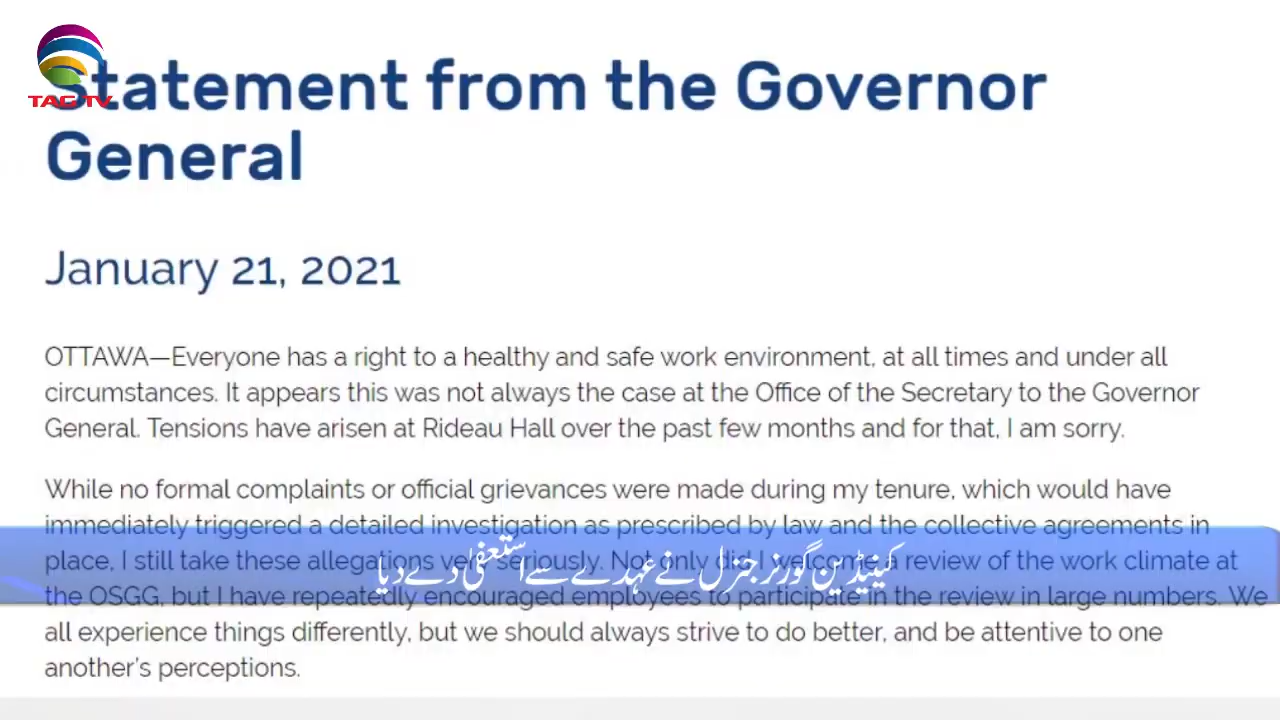 TAG TV
Statement from the Governor
General
January 21, 2021
OTTAWA—Everyone has a right to a healthy and safe work environment, at all times and under all
circumstances. It appears this was not always the case at the Office of the Secretary to the Governor
General. Tensions have arisen at Rideau Hall over the past few months and for that, I am sorry.
While no formal complaints or official grievances were made during my tenure, which would have
immediately triggered a detailed investigation as prescribed by law and the collective agreements in
place, I still take these allegations very seriously. Not only did I welcome a review of the work climate at
کینیڈین گورنر جنرل نے عہدے سے استعفیٰ دے دیا
the OSGG, but I have repeatedly encouraged employees to participate in the review in large numbers. We
all experience things differently, but we should always strive to do better, and be attentive to one
another's perceptions.